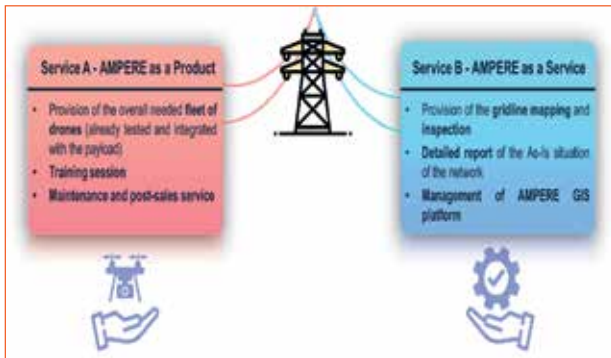 Service A - AMPERE as a Product
• Provision of the overall needed fleet of
drones (already tested and integrated
with the payload)
• Training session
• Maintenance and post-sales service
Service B - AMPERE as a Service
• Provision of the gridline mapping and
inspection
• Detailed report of the As-Is situation
of the network
• Management of AMPERE GIS
platform